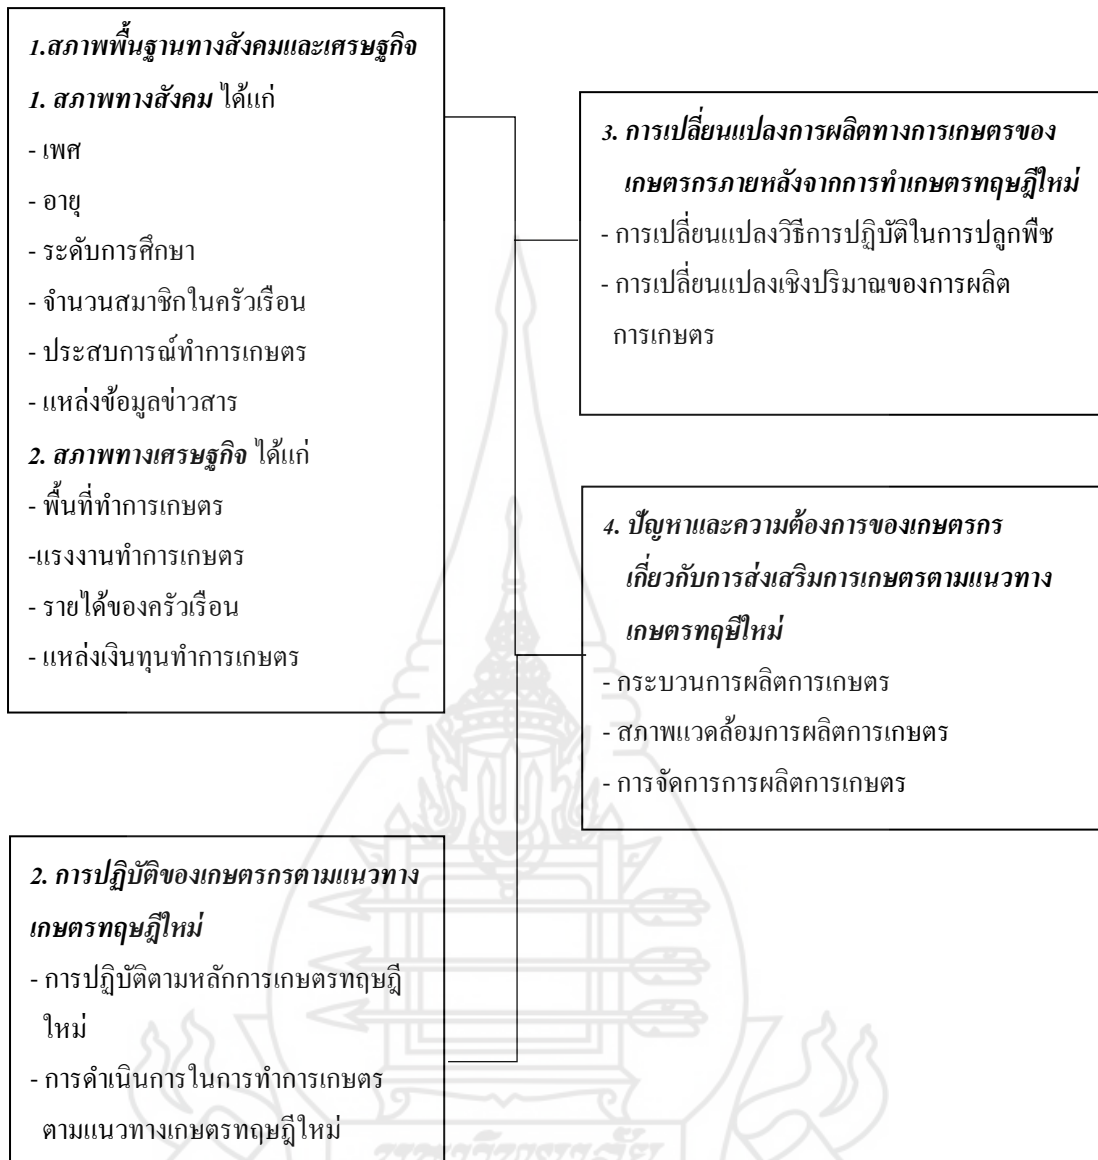 1.สภาพพื้นฐานทางสังคมและเศรษฐกิจ
1. สภาพทางสังคม ได้แก่
- เพศ
- อายุ
- ระดับการศึกษา
- จำนวนสมาชิกในครัวเรือน
- ประสบการณ์ทำการเกษตร
- แหล่งข้อมูลข่าวสาร
2. สภาพทางเศรษฐกิจ ได้แก่
- พื้นที่ทำการเกษตร
-แรงงานทำการเกษตร
- รายได้ของครัวเรือน
- แหล่งเงินทุนทำการเกษตร
2. การปฏิบัติของเกษตรกรตามแนวทาง
เกษตรทฤษฎีใหม่
- การปฏิบัติตามหลักการเกษตรทฤษฎี
ใหม่
- การดำเนินการในการทำการเกษตร
ตามแนวทางเกษตรทฤษฎีใหม่
3. การเปลี่ยนแปลงการผลิตทางการเกษตรของ
เกษตรกรภายหลังจากการทำเกษตรทฤษฎีใหม่
- การเปลี่ยนแปลงวิธีการปฏิบัติในการปลูกพืช
- การเปลี่ยนแปลงเชิงปริมาณของการผลิต
การเกษตร
4. ปัญหาและความต้องการของเกษตรกร
เกี่ยวกับการส่งเสริมการเกษตรตามแนวทาง
เกษตรทฤษีใหม่
- กระบวนการผลิตการเกษตร
- สภาพแวดล้อมการผลิตการเกษตร
- การจัดการการผลิตการเกษตร